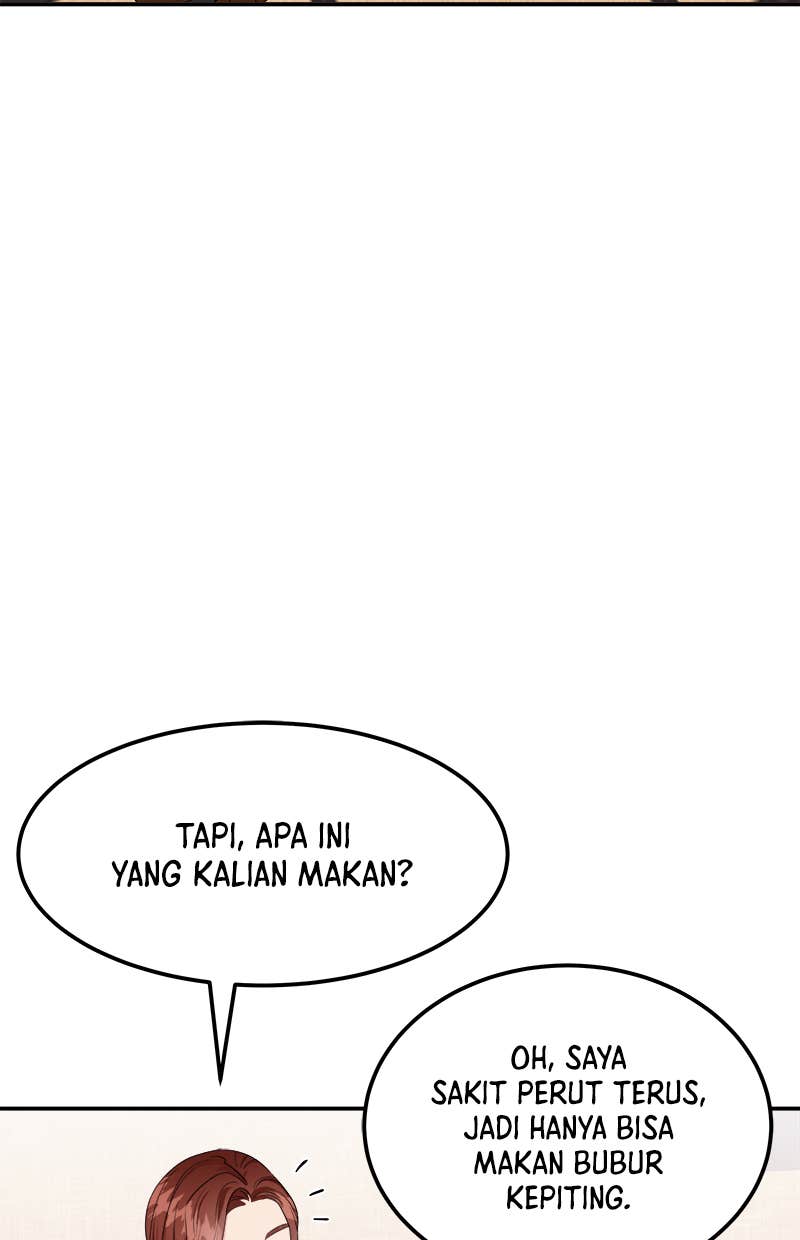 TAPI, APA INI
YANG KALIAN MAKAN?
OH, SAYA
SAKIT PERUT TERUS,
JADI HANYA BISA
MAKAN BUBUR
KEPITING.